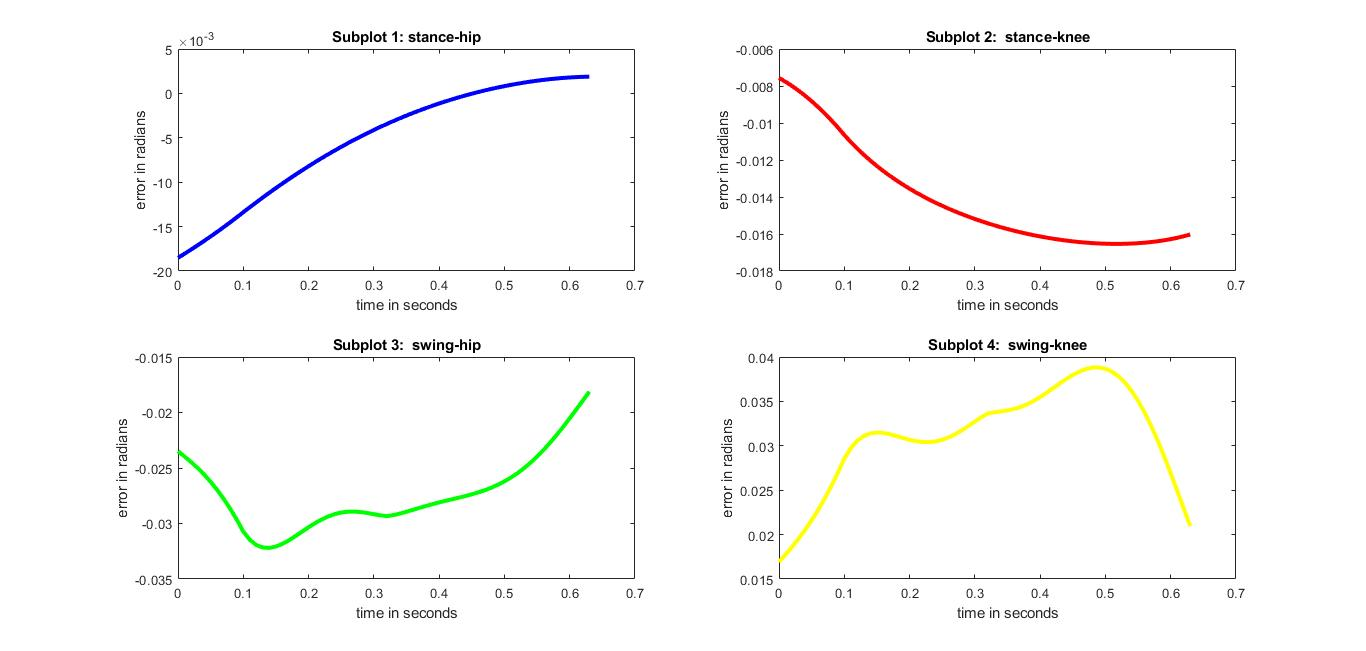 Subplot 1: stance-hip
×10-3
5
0
-5
-10
-15
-20
error in radians
0 0.1 0.2 0.3 0.4 0.5 0.6 0.7
time in seconds
Subplot 2: stance-knee
-0.006
-0.008
-0.01
-0.012
-0.014
-0.016
-0.018
error in radians
0 0.1 0.2 0.3 0.4 0.5 0.6 0.7
time in seconds
Subplot 3: swing-hip
-0.015
-0.02
-0.025
-0.03
-0.035
error in radians
0 0.1 0.2 0.3 0.4 0.5 0.6 0.7
time in seconds
Subplot 4: swing-knee
0.04
0.035
0.03
0.025
0.02
0.015
error in radians
0 0.1 0.2 0.3 0.4 0.5 0.6 0.7
time in seconds